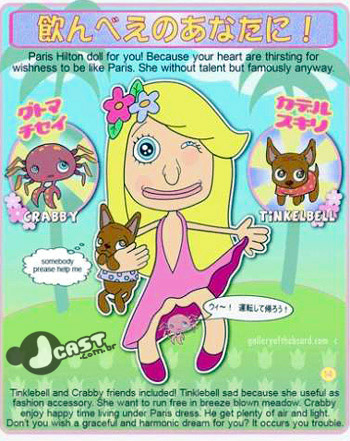 飲んべえのあなたに！
Paris Hilton doll for you! Because your heart are thirsting for
wishness to be like Paris. She without talent but famously anyway.
グトマ
チセイ
CRABBY
カデル
スキリ
TiNKELBELL
somebody
prease help me
ウィ〜！ 運転して帰ろう！
galleryoftheabsurd.com
JCAST
.com.br
14
Tinklebell and Crabby friends included! Tinklebell sad because she useful as
fashion accessory. She want to run free in breeze blown meadow. Crabby
enjoy happy time living under Paris dress. He get plenty of air and light.
Don't you wish a graceful and harmonic dream for you? It occurs you trouble.